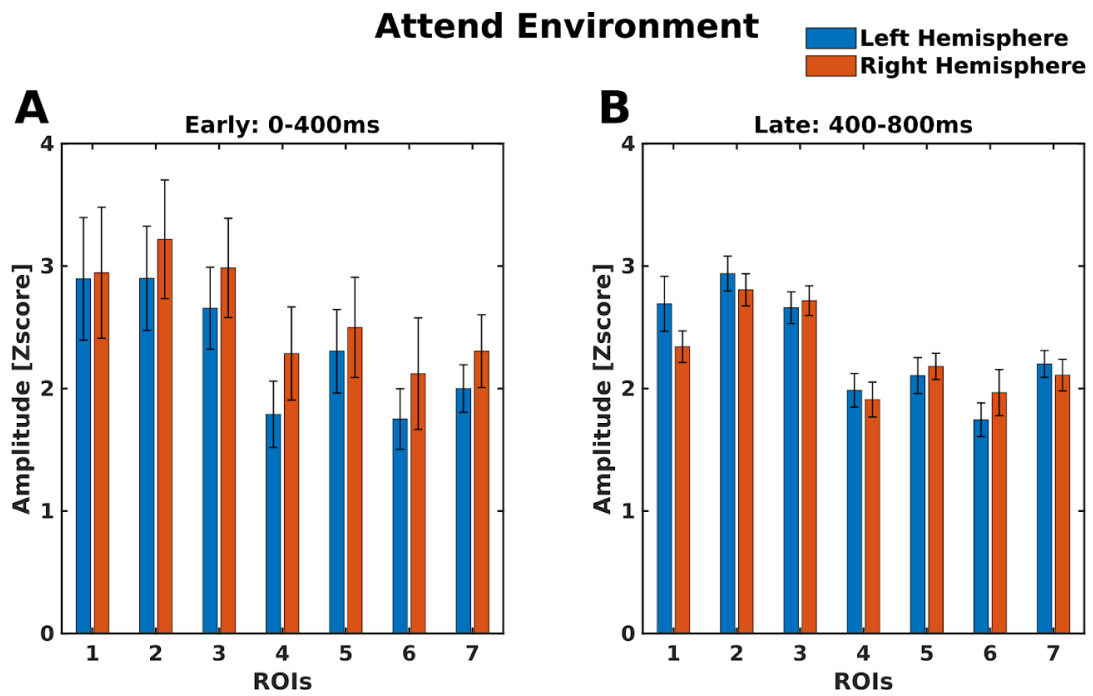 Attend Environment
Left Hemisphere
Right Hemisphere
A
Early: 0-400ms
4
3
2
1
0
Amplitude [Zscore]
1 2 3 4 5 6 7
ROIs
B
Late: 400-800ms
4
3
2
1
0
Amplitude [Zscore]
1 2 3 4 5 6 7
ROIs